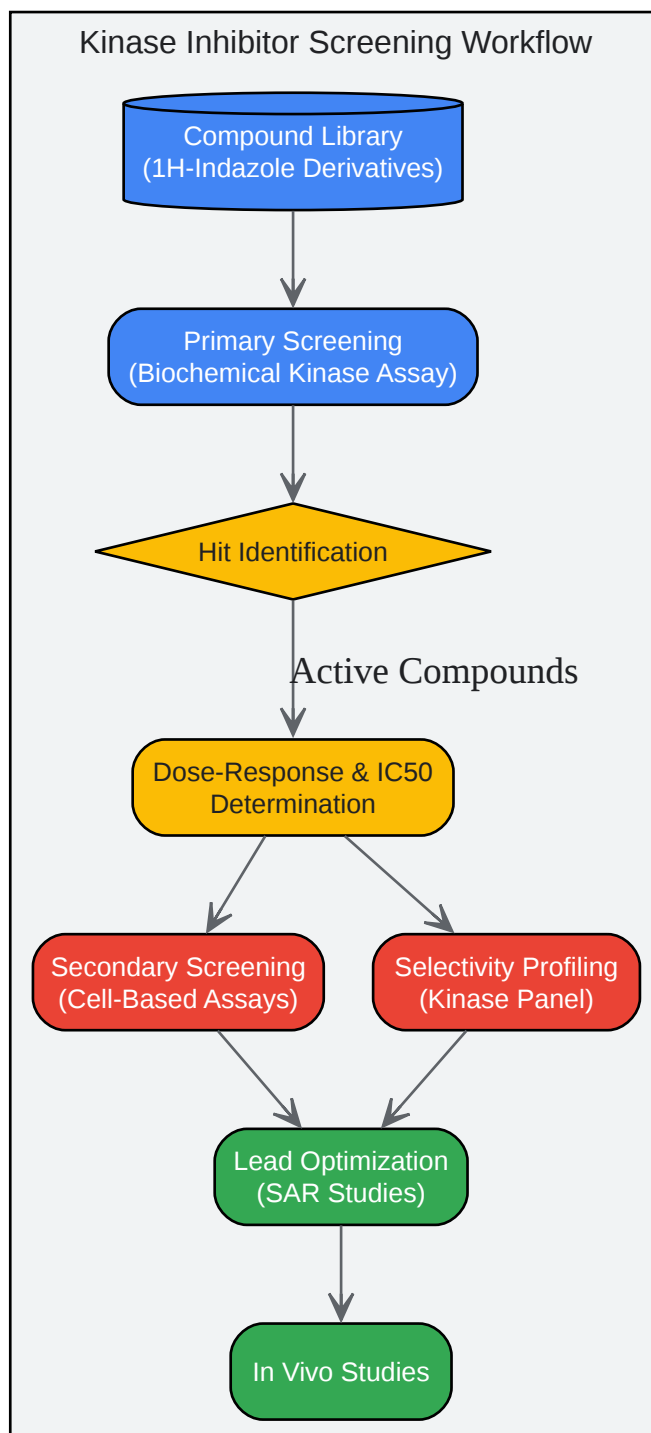 Kinase Inhibitor Screening Workflow
Compound Library
(1H-Indazole Derivatives)
Primary Screening
(Biochemical Kinase Assay)
Hit Identification
Active Compounds
Dose-Response & IC50
Determination
Secondary Screening
(Cell-Based Assays)
Selectivity Profiling
(Kinase Panel)
Lead Optimization
(SAR Studies)
In Vivo Studies